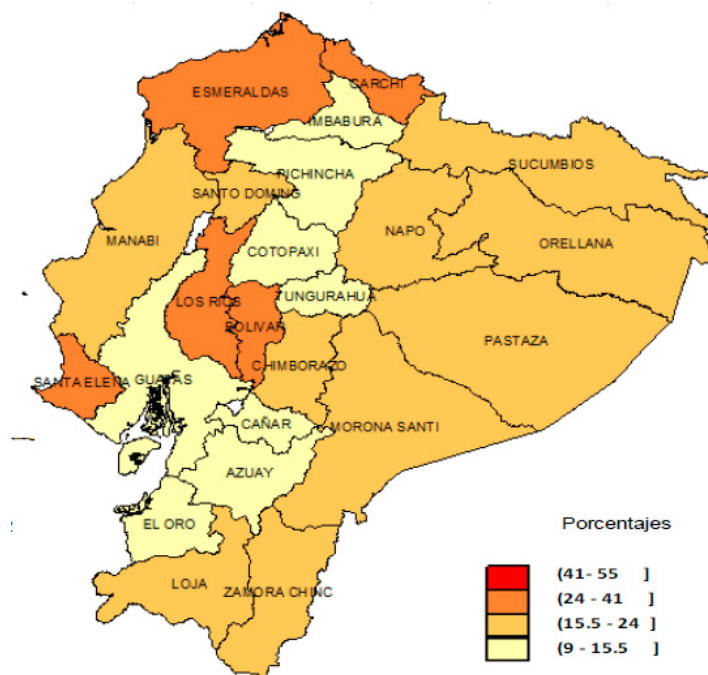 ESMERALDAS
CARCHI
IMBABURA
SUCUMBIOS
PICHINCHA
SANTO DOMING
NAPO
MANABI
COTOPAXI
ORELLANA
TUNGURAHUA
LOS RIOS
BOLIVAR
PASTAZA
CHIMBORAZO
SANTA ELENA
GUAYAS
CAÑAR
MORONA SANTI
AZUAY
EL ORO
LOJA
ZAMORA CHINC
Porcentajes
(41- 55 ]
(24 - 41 ]
(15.5 - 24 ]
(9 - 15.5 ]